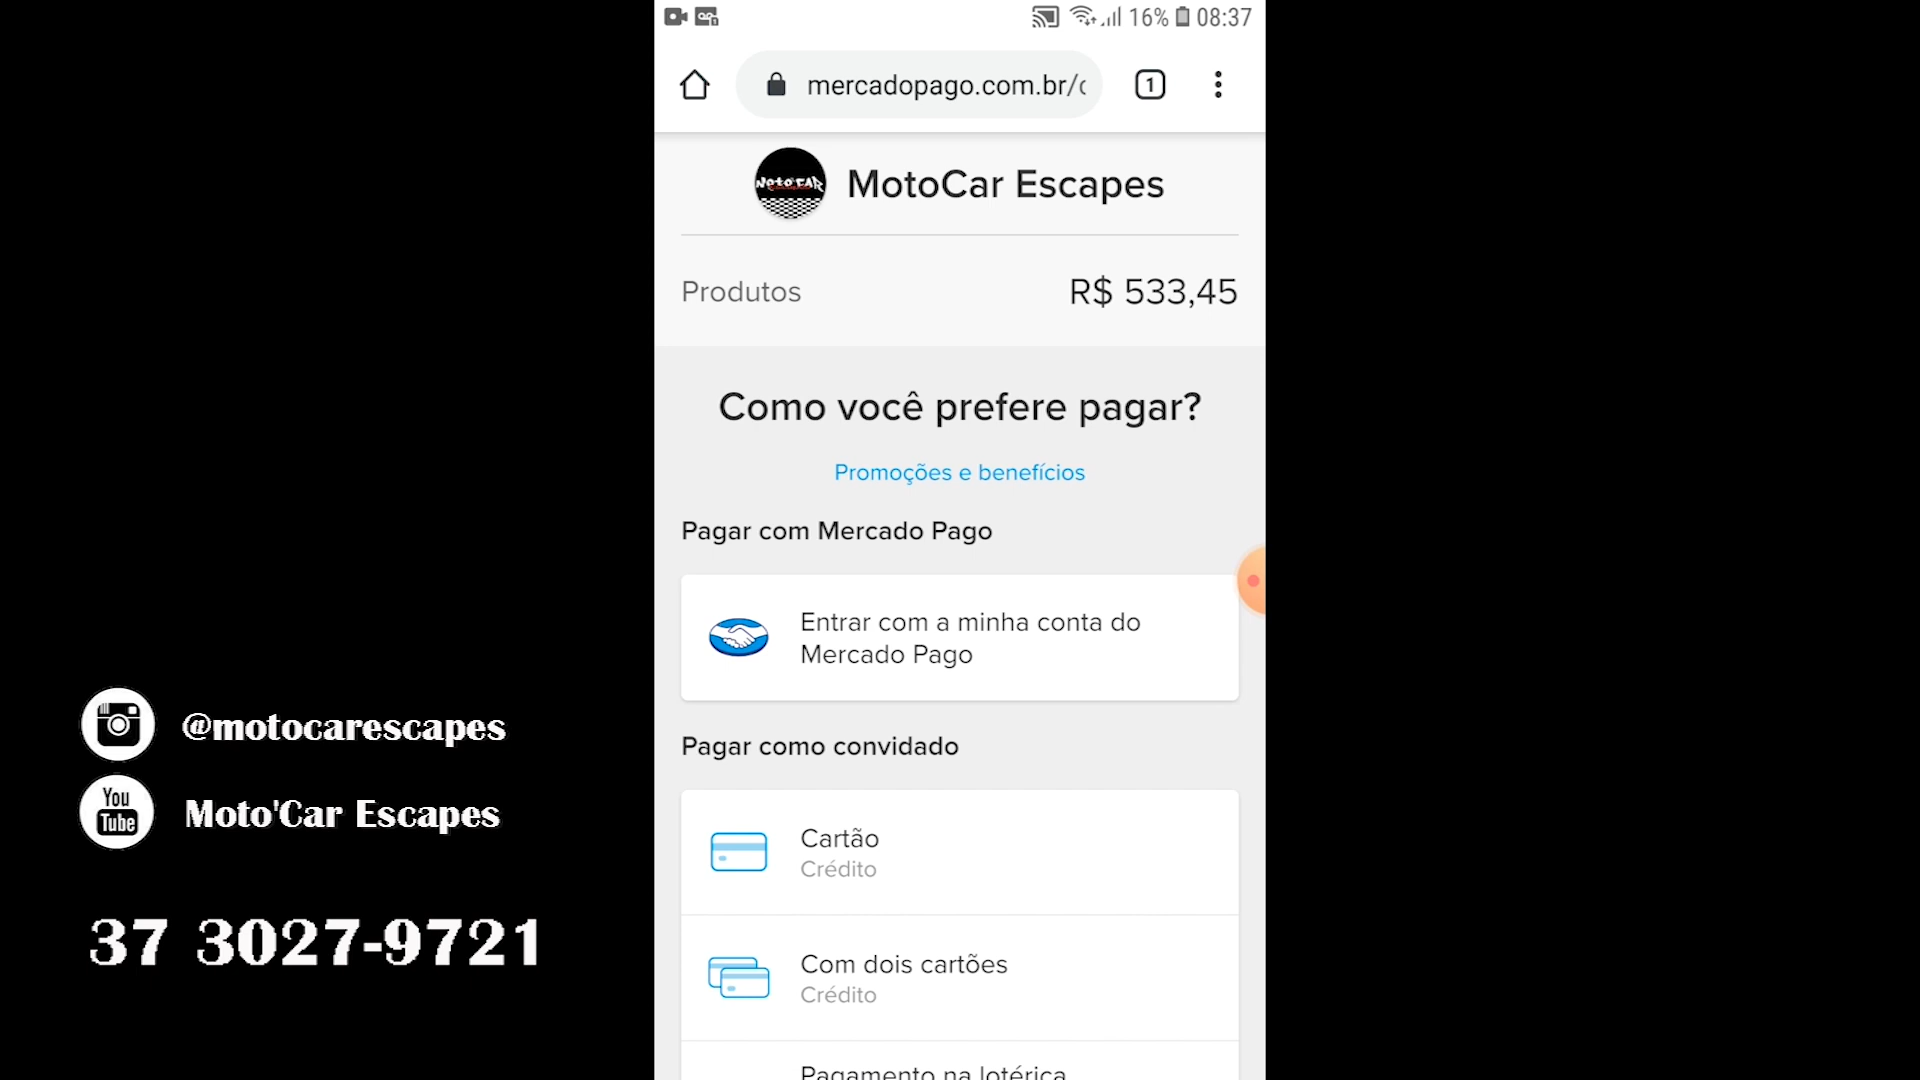 16% 08:37
mercadopago.com.br/c
1
Moto'CAR
MotoCar Escapes
Produtos
R$ 533,45
Como você prefere pagar?
Promoções e benefícios
Pagar com Mercado Pago
Entrar com a minha conta do
Mercado Pago
Pagar como convidado
Cartão
Crédito
Com dois cartões
Crédito
Pagamento na lotérica
@motocarescapes
You
Tube
Moto'Car Escapes
37 3027-9721